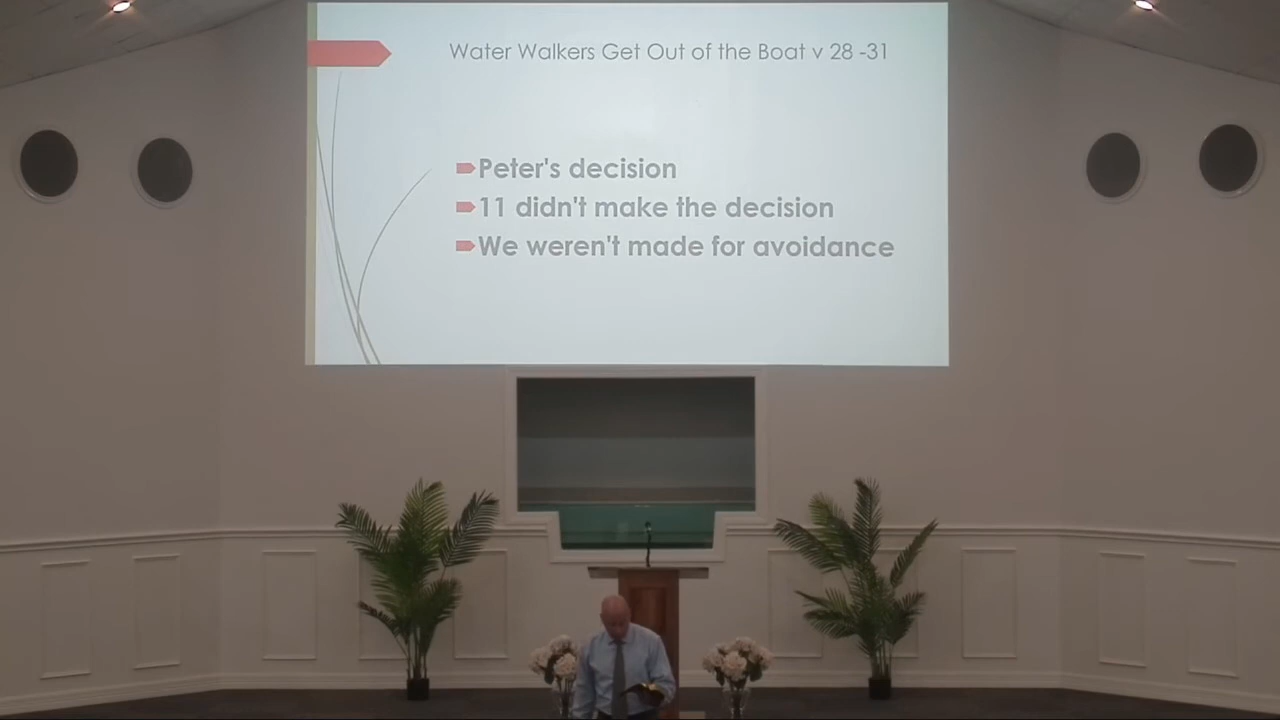 Water Walkers Get Out of the Boat v 28 -31
Peter's decision
11 didn't make the decision
We weren't made for avoidance